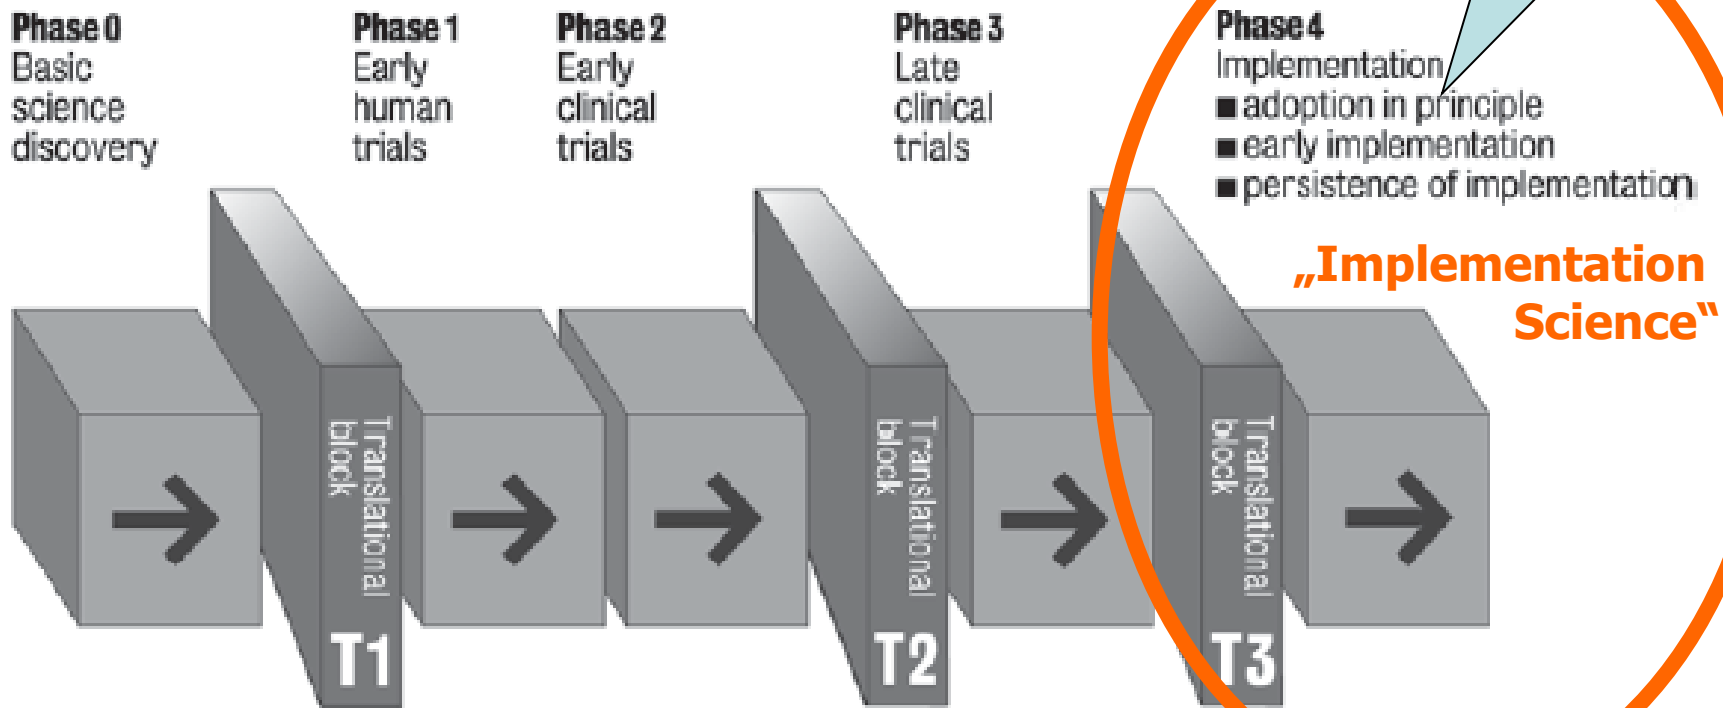 Phase 0
Basic
science
discovery
Phase 1
Early
human
trials
Phase 2
Early
clinical
trials
Phase 3
Late
clinical
trials
Phase 4
Implementation
■ adoption in principle
■ early implementation
■ persistence of implementation
„Implementation
Science“
Translational
block
T1
Translational
block
T2
Translational
block
T3